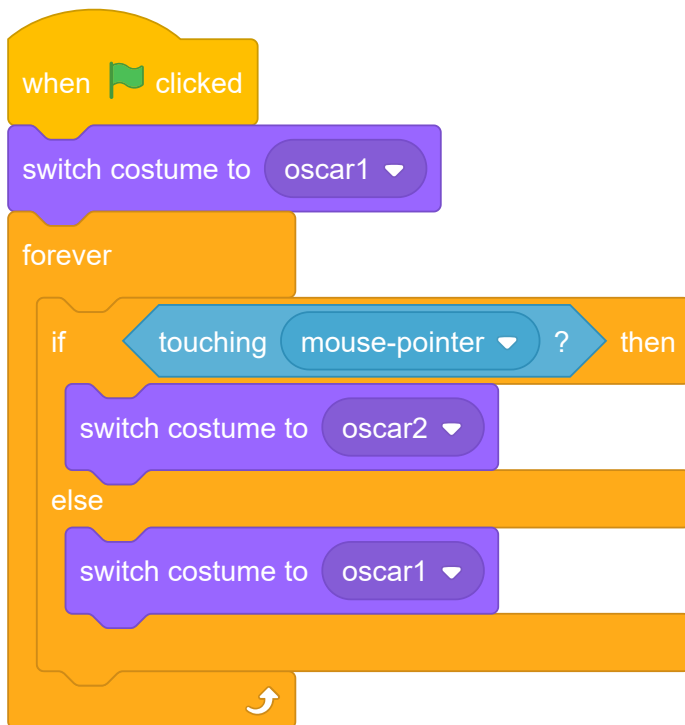 when clicked
switch costume to oscar1
forever
if touching mouse-pointer ? then
switch costume to oscar2
else
switch costume to oscar1